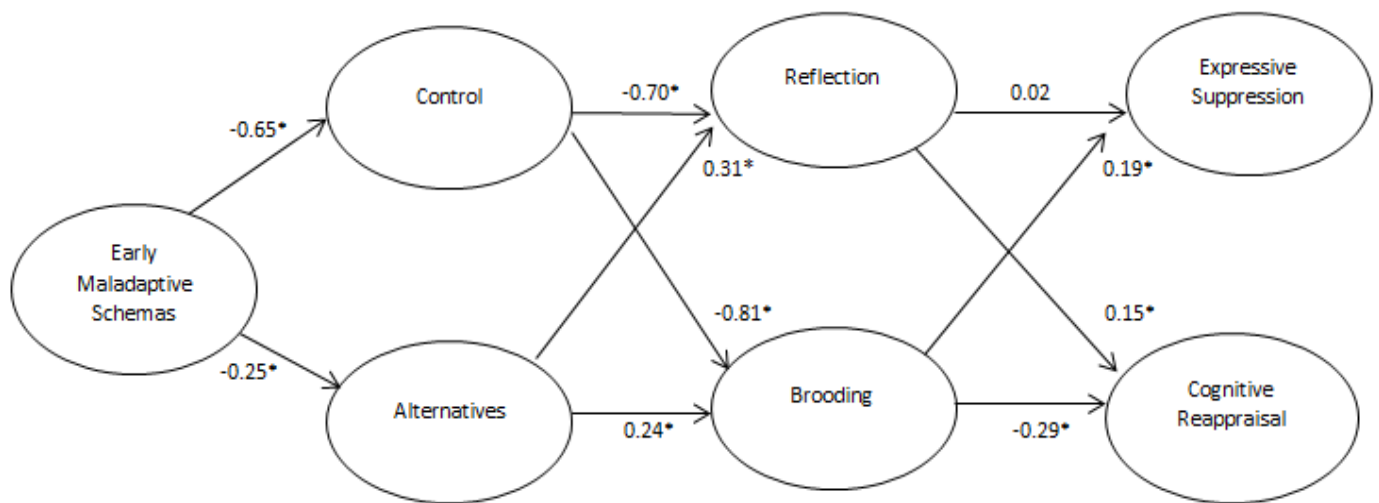 Control
Reflection
Expressive
Suppression
-0.70*
0.02
-0.65*
0.31*
0.19*
Early
Maladaptive
Schemas
-0.81*
0.15*
-0.25*
Alternatives
Brooding
Cognitive
Reappraisal
0.24*
-0.29*